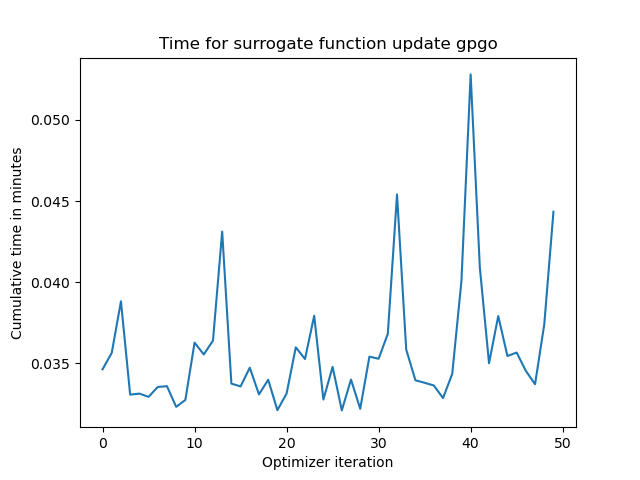 Time for surrogate function update gpgo
Cumulative time in minutes
0.050
0.045
0.040
0.035
0 10 20 30 40 50
Optimizer iteration